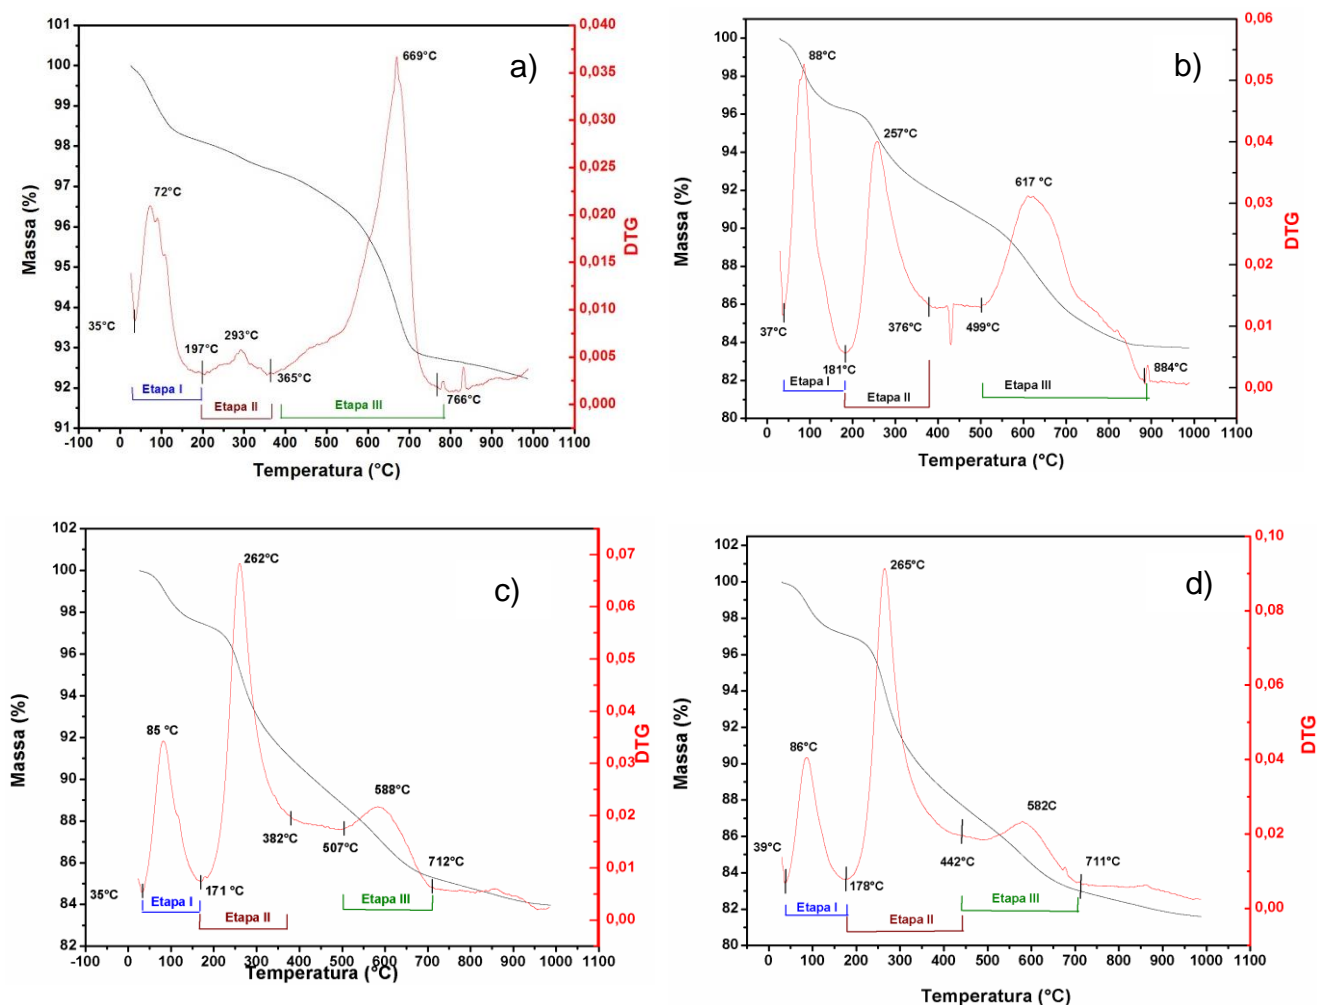 a)
101
100
99
98
97
96
95
94
93
92
91
Massa (%)
0,040
0,035
0,030
0,025
0,020
0,015
0,010
0,005
0,000
DTG
669°C
72°C
35°C
197°C
293°C
365°C
766°C
Etapa I
Etapa II
Etapa III
-100 0 100 200 300 400 500 600 700 800 900 1000 1100
Temperatura (°C)
b)
100
98
96
94
92
90
88
86
84
82
80
Massa (%)
0,06
0,05
0,04
0,03
0,02
0,01
0,00
DTG
88°C
257°C
617 °C
37°C
181°C
376°C
499°C
884°C
Etapa I
Etapa II
Etapa III
0 100 200 300 400 500 600 700 800 900 1000 1100
Temperatura (°C)
c)
102
100
98
96
94
92
90
88
86
84
82
Massa (%)
0,07
0,06
0,05
0,04
0,03
0,02
0,01
0,00
DTG
262°C
85 °C
588°C
382°C
507°C
712°C
35°C
171 °C
Etapa I
Etapa II
Etapa III
-100 0 100 200 300 400 500 600 700 800 900 1000 1100
Temperatura (°C)
d)
102
100
98
96
94
92
90
88
86
84
82
80
Massa (%)
0,10
0,08
0,06
0,04
0,02
0,00
DTG
265°C
86°C
582C
39°C
178°C
442°C
711°C
Etapa I
Etapa II
Etapa III
0 100 200 300 400 500 600 700 800 900 1000 1100
Temperatura (°C)